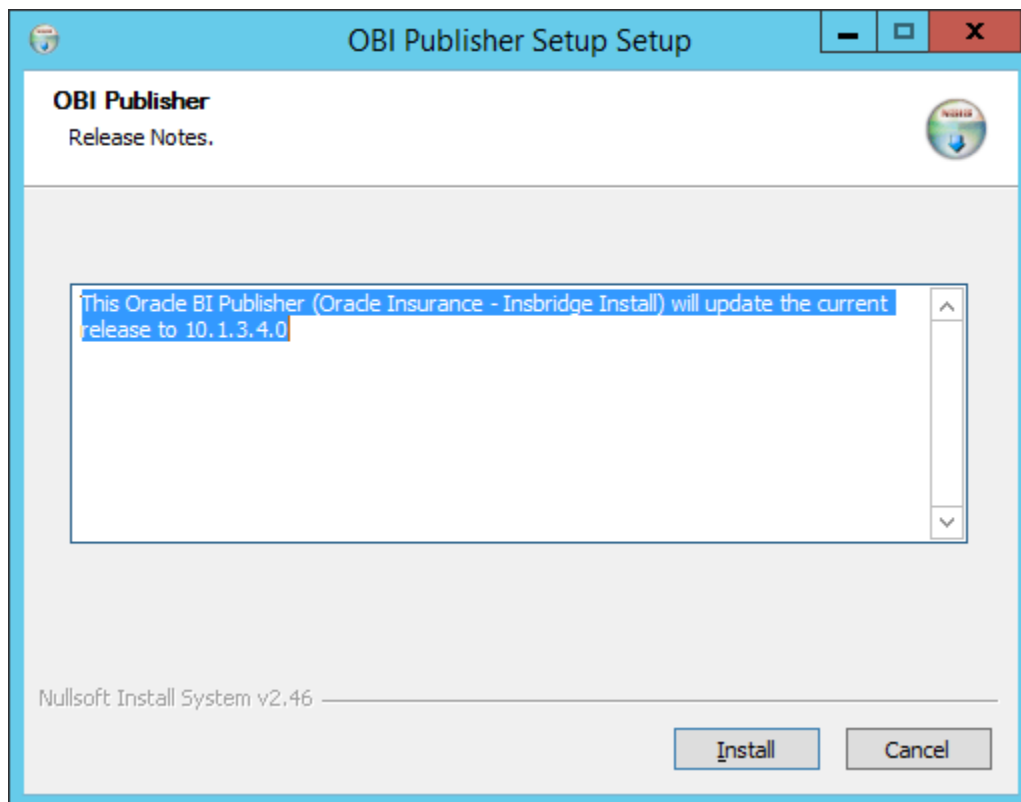 OBI Publisher Setup Setup
OBI Publisher
Release Notes.
This Oracle BI Publisher (Oracle Insurance - Insbridge Install) will update the current
release to 10.1.3.4.0
Nullsoft Install System v2.46
Install
Cancel